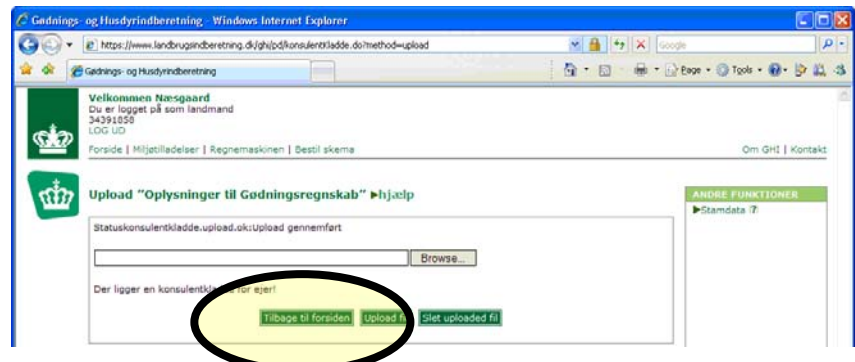 Gødnings- og Husdyrindberetning - Windows Internet Explorer
https://www.landbrugsindberetning.dk/ghi/pd/konsulentkladde.do?method=upload
Google
Gødnings- og Husdyrindberetning
Page
Tools
Velkommen Næsgaard
Du er logget på som landmand
34391858
LOG UD
Forside | Miljøtilladelser | Regnemaskinen | Bestil skema
Om GHI | Kontakt
Upload "Oplysninger til Gødningsregnskab" ►hjælp
ANDRE FUNKTIONER
►Stamdata ?
Statuskonsulentkladde.upload.ok:Upload gennemført
Browse...
Der ligger en konsulentkladde for ejer!
Tilbage til forsiden
Upload fil
Slet uploaded fil